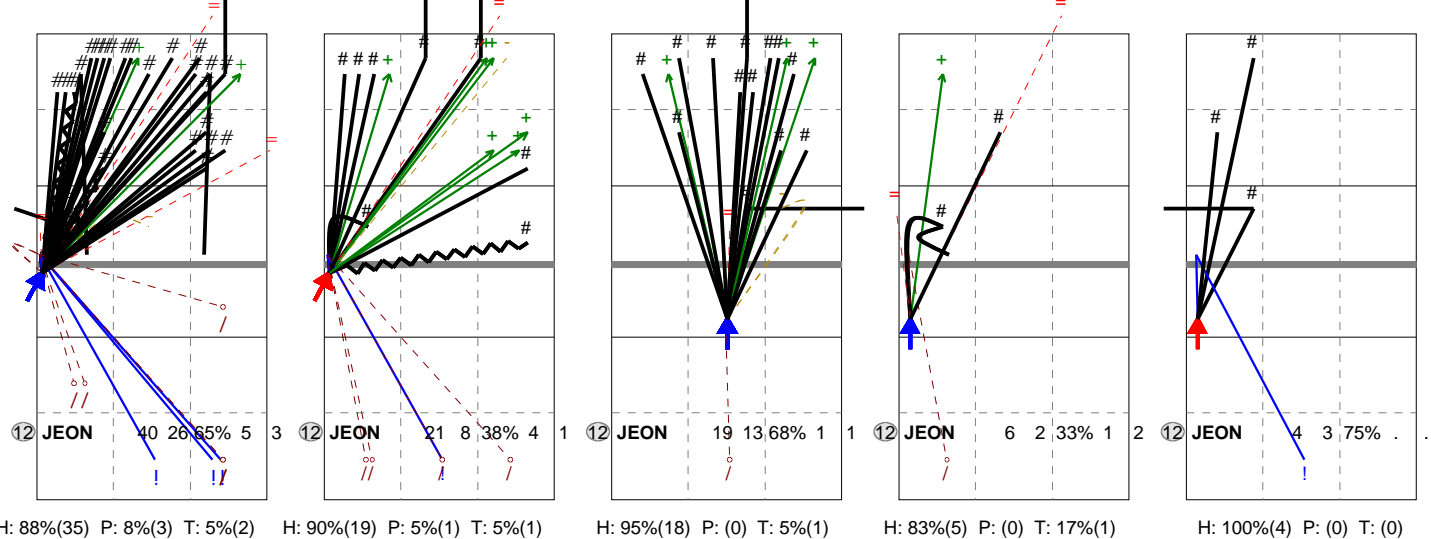 12 JEON 40 26 65% 5 3
12 JEON 21 8 38% 4 1
12 JEON 19 13 68% 1 1
12 JEON 6 2 33% 1 2
12 JEON 4 3 75% . .
H: 88%(35) P: 8%(3) T: 5%(2)
H: 90%(19) P: 5%(1) T: 5%(1)
H: 95%(18) P: (0) T: 5%(1)
H: 83%(5) P: (0) T: 17%(1)
H: 100%(4) P: (0) T: (0)